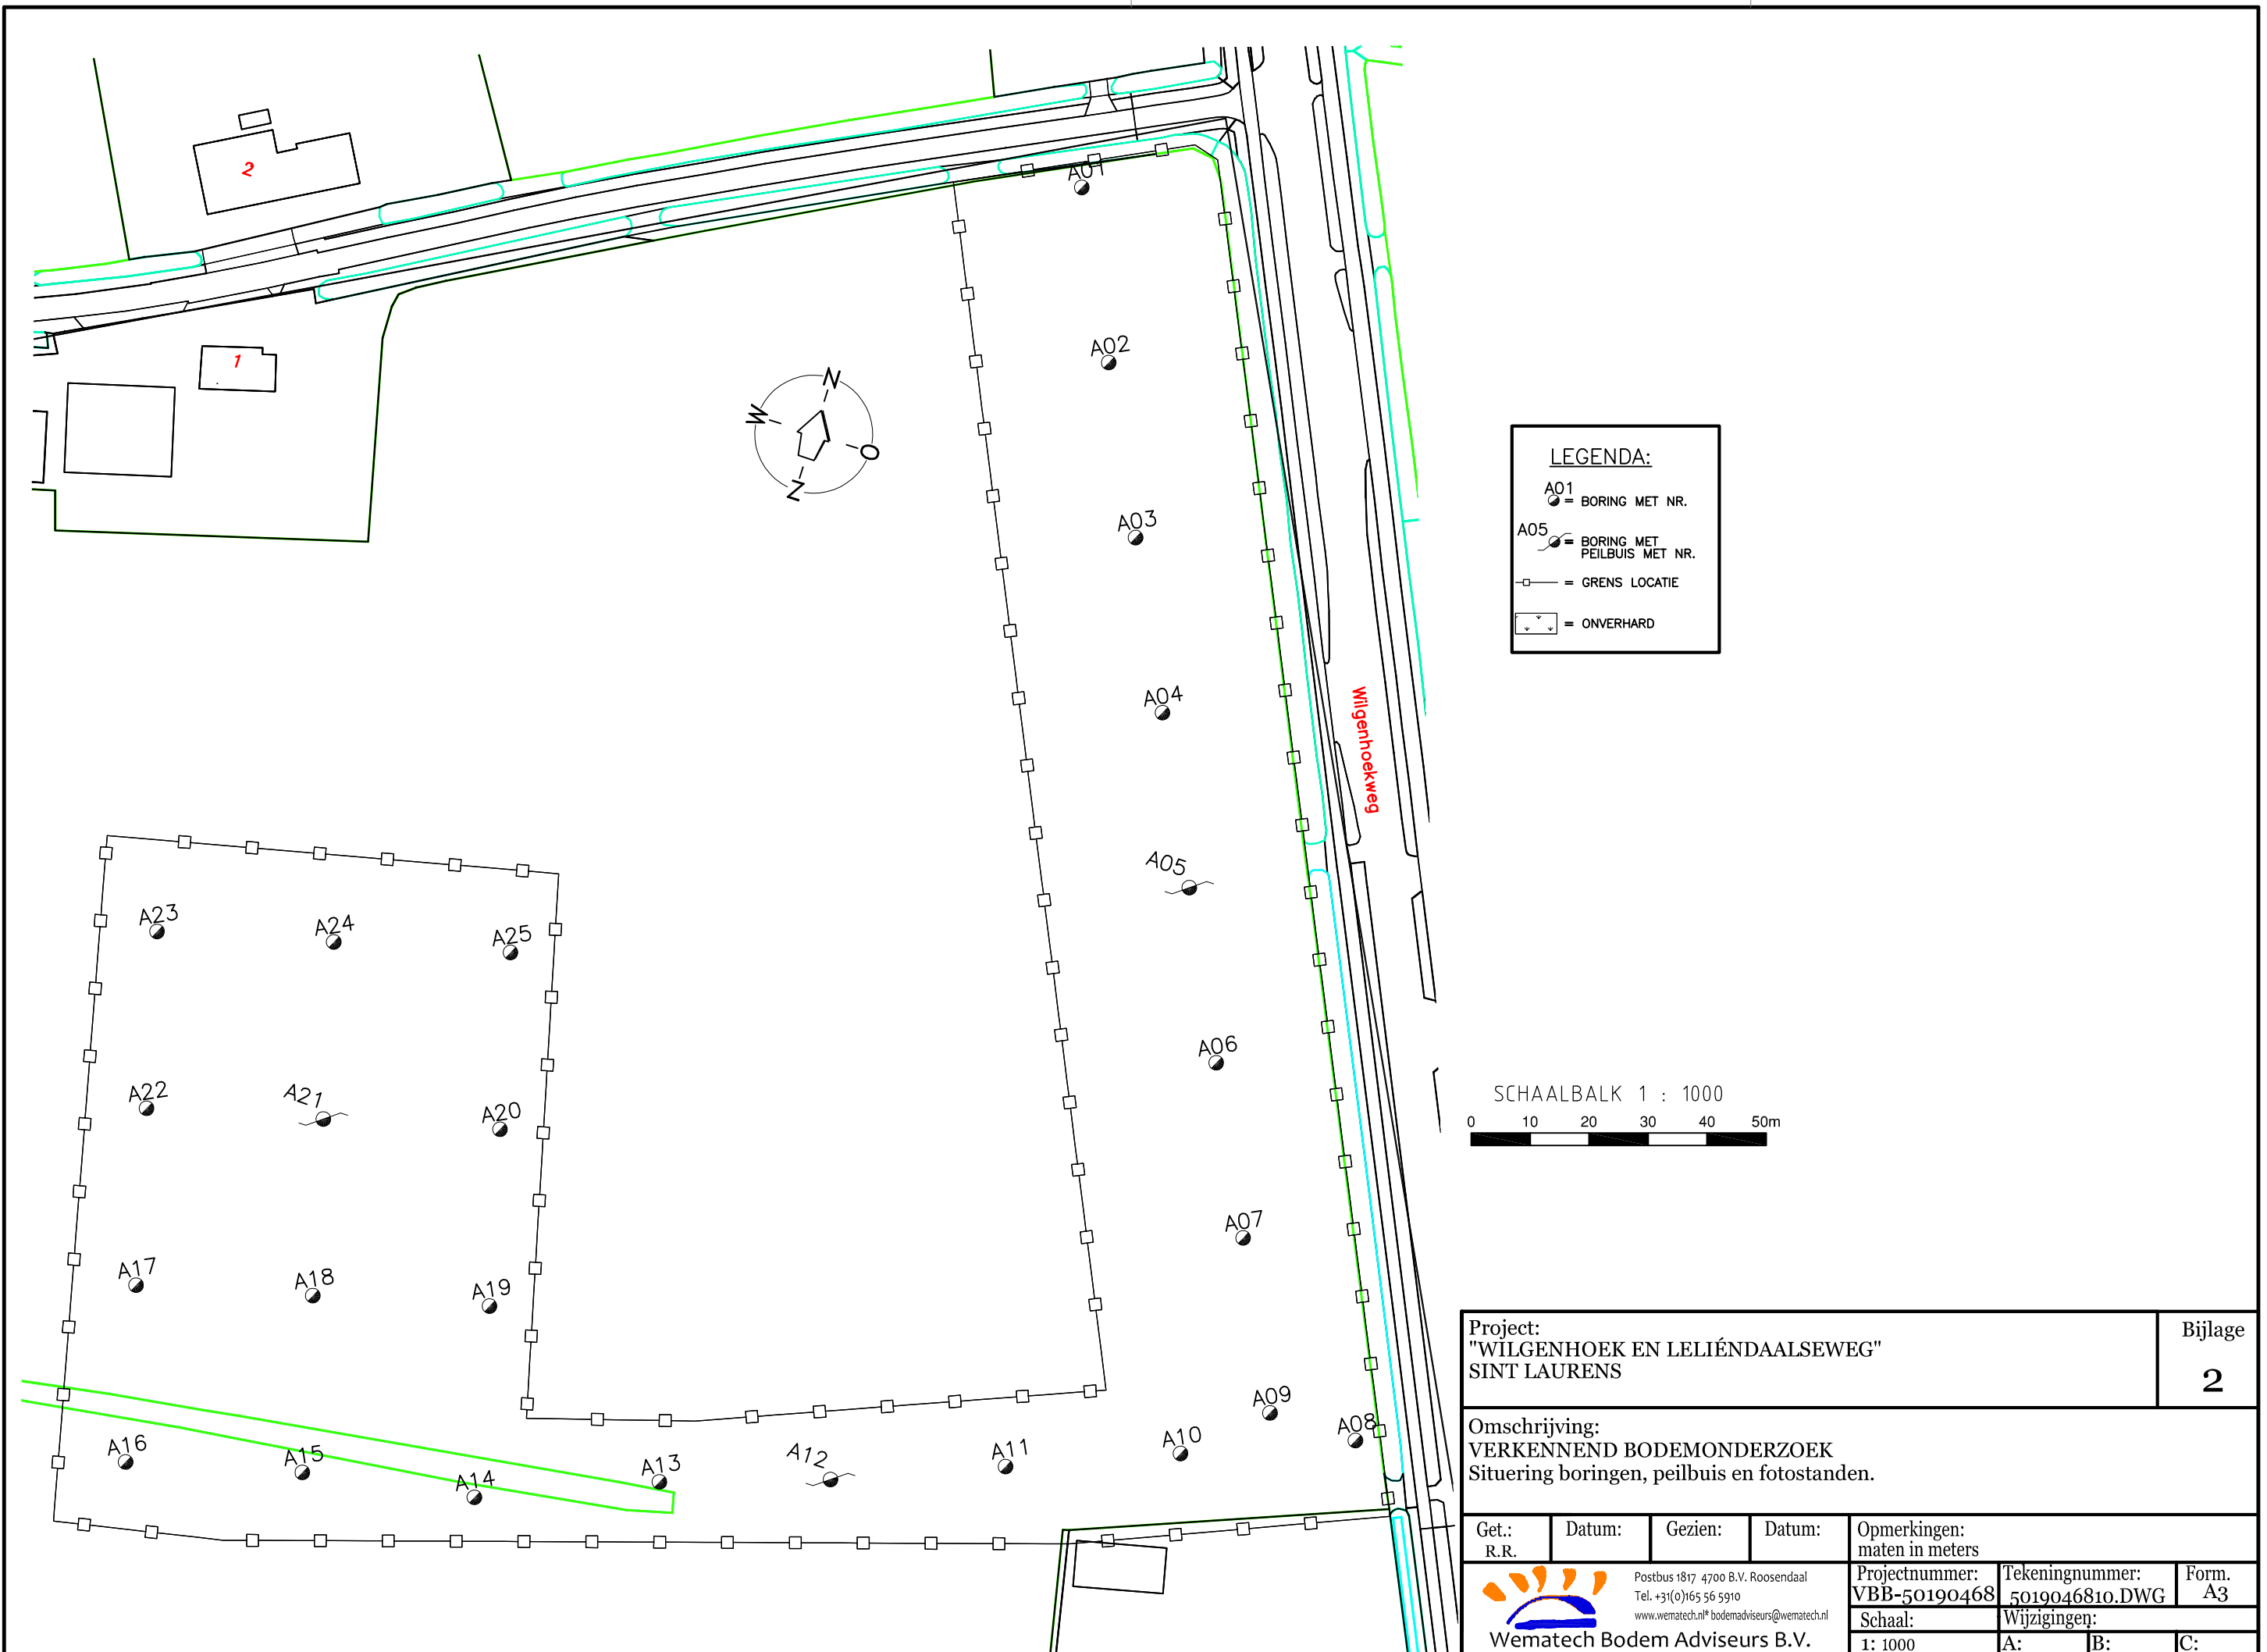 2
1
N
W
O
Z
A01
A02
A03
A04
A05
A06
A07
A09
A08
A10
A11
A12
A13
A14
A15
A16
A17
A18
A19
A20
A21
A22
A23
A24
A25
Wilgenhoekweg
LEGENDA:
A01
= BORING MET NR.
A05
= BORING MET
PEILBUIS MET NR.
= GRENS LOCATIE
= ONVERHARD
SCHAALBALK 1 : 1000
0 10 20 30 40 50m
Project:
"WILGENHOEK EN LELIÉNDAALSEWEG"
SINT LAURENS
Bijlage
2
Omschrijving:
VERKENNEND BODEMONDERZOEK
Situering boringen, peilbuis en fotostanden.
Get.:
R.R.
Datum:
Gezien:
Datum:
Opmerkingen:
maten in meters
Postbus 1817 4700 B.V. Roosendaal
Tel. +31(0)165 56 5910
www.wematech.nl* bodemadviseurs@wematech.nl
Wematech Bodem Adviseurs B.V.
Projectnummer:
VBB-50190468
Tekeningnummer:
5019046810.DWG
Form.
A3
Schaal:
1: 1000
Wijzigingen:
A: B: C: